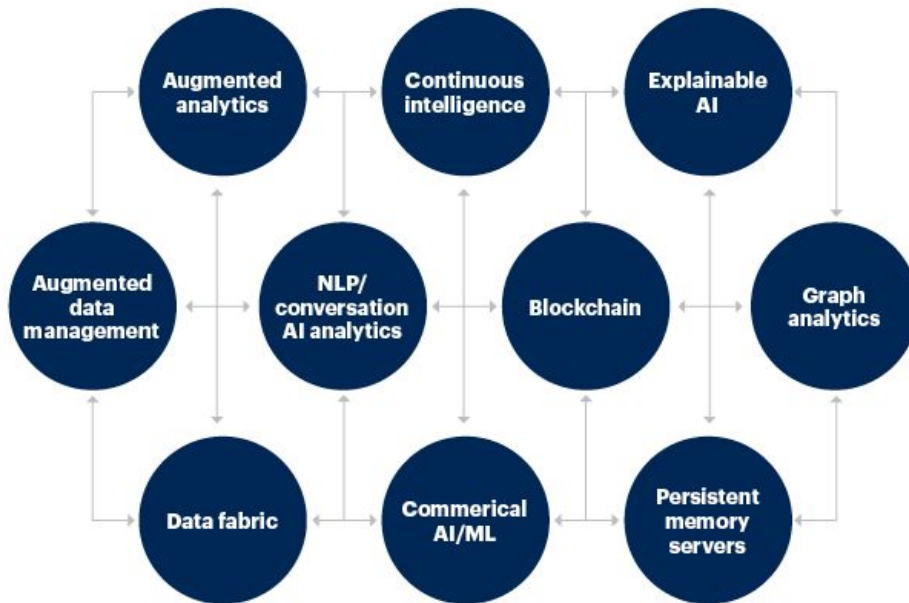 Augmented
analytics
Continuous
intelligence
Explainable
AI
Augmented
data
management
NLP/
conversation
AI analytics
Blockchain
Graph
analytics
Data fabric
Commerical
AI/ML
Persistent
memory
servers